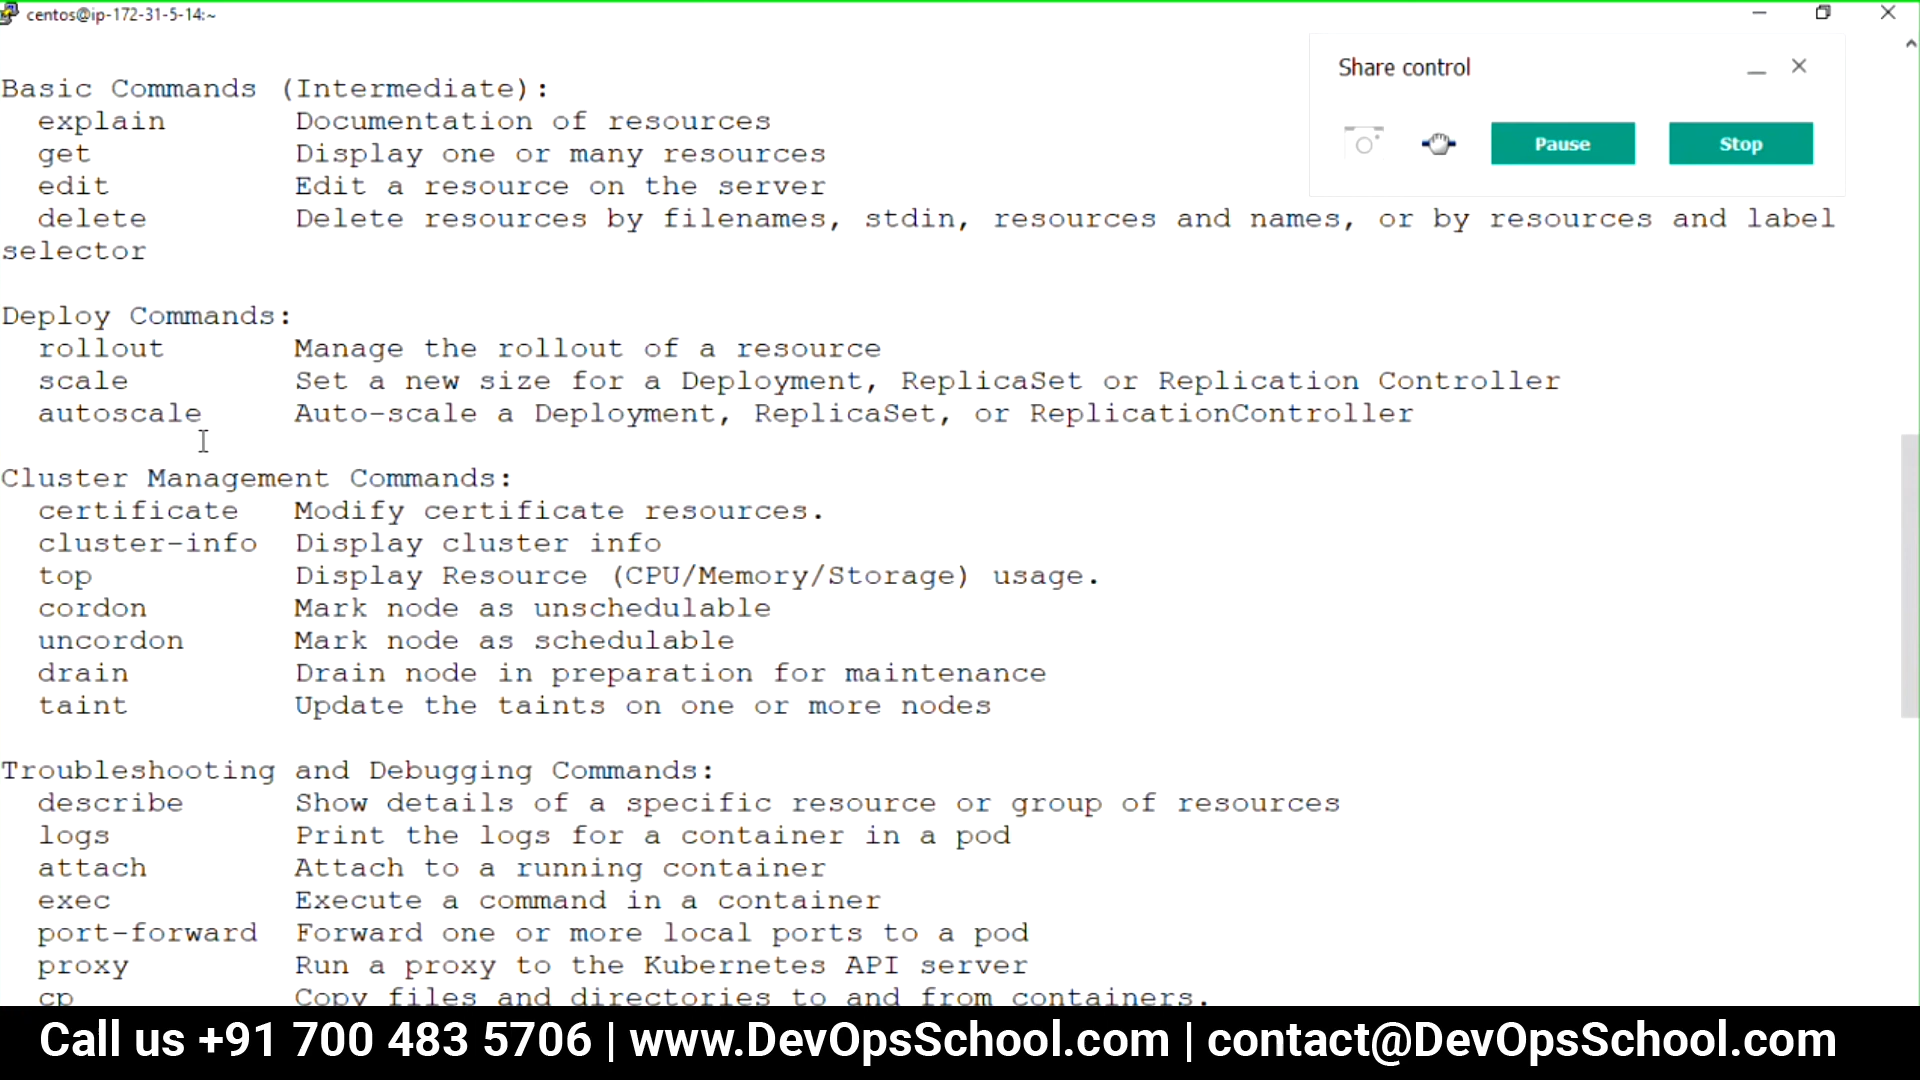 centos@ip-172-31-5-14:~
Share control
Pause Stop
Basic Commands (Intermediate):
  explain        Documentation of resources
  get            Display one or many resources
  edit           Edit a resource on the server
  delete         Delete resources by filenames, stdin, resources and names, or by resources and label
selector
Deploy Commands:
  rollout        Manage the rollout of a resource
  scale          Set a new size for a Deployment, ReplicaSet or Replication Controller
  autoscale      Auto-scale a Deployment, ReplicaSet, or ReplicationController
Cluster Management Commands:
  certificate    Modify certificate resources.
  cluster-info   Display cluster info
  top            Display Resource (CPU/Memory/Storage) usage.
  cordon         Mark node as unschedulable
  uncordon       Mark node as schedulable
  drain          Drain node in preparation for maintenance
  taint          Update the taints on one or more nodes
Troubleshooting and Debugging Commands:
  describe       Show details of a specific resource or group of resources
  logs           Print the logs for a container in a pod
  attach         Attach to a running container
  exec           Execute a command in a container
  port-forward   Forward one or more local ports to a pod
  proxy          Run a proxy to the Kubernetes API server
  cp             Copy files and directories to and from containers.
Call us +91 700 483 5706 | www.DevOpsSchool.com | contact@DevOpsSchool.com